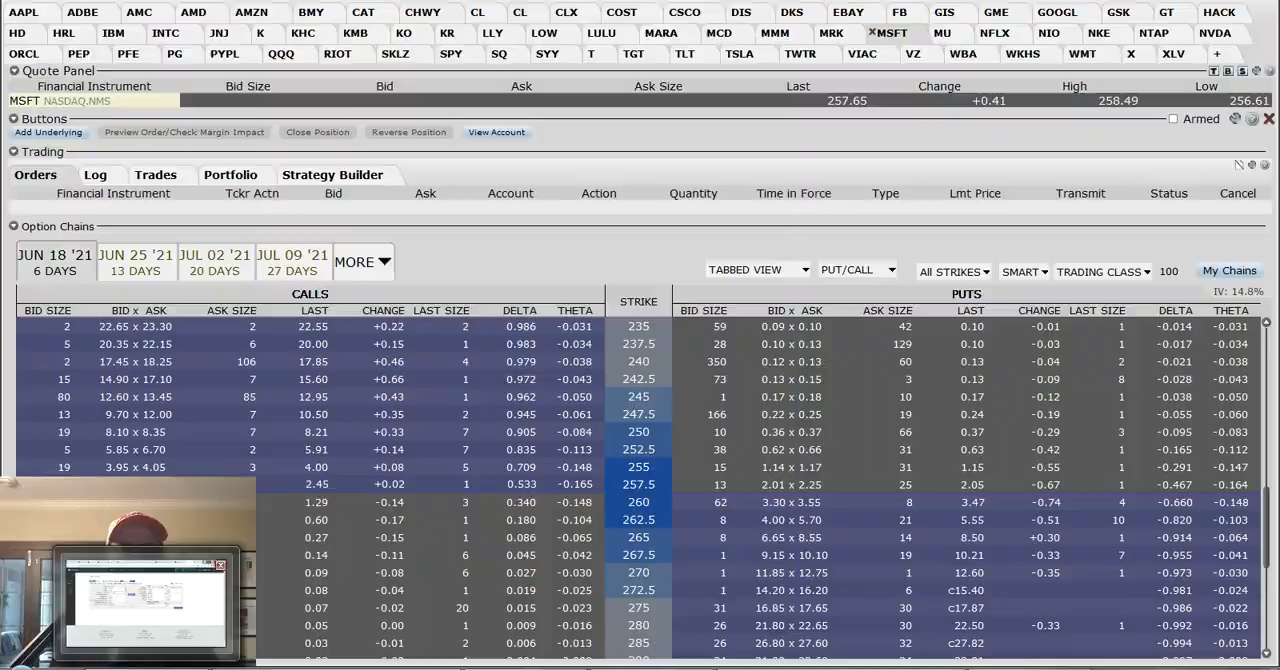 AAPL ADBE AMC AMD AMZN BMY CAT CHWY CL CL CLX COST CSCO DIS DKS EBAY FB GIS GME GOOGL GSK GT HACK
HD HRL IBM INTC JNJ K KHC KMB KO KR LLY LOW LULU MARA MCD MMM MRK MSFT MU NFLX NIO NKE NTAP NVDA
ORCL PEP PFE PG PYPL QQQ RIOT SKLZ SPY SQ SYY T TGT TLT TSLA TWTR VIAC VZ WBA WKHS WMT X XLV +
Quote Panel T B S
Financial Instrument Bid Size Bid Ask Ask Size Last Change High Low
MSFT NASDAQ.NMS 257.65 +0.41 258.49 256.61
Buttons Armed
Add Underlying Preview Order/Check Margin Impact Close Position Reverse Position View Account
Trading
Orders Log Trades Portfolio Strategy Builder
Financial Instrument Tckr Actn Bid Ask Account Action Quantity Time in Force Type Lmt Price Transmit Status Cancel
Option Chains
JUN 18 '21 JUN 25 '21 JUL 02 '21 JUL 09 '21 MORE
6 DAYS 13 DAYS 20 DAYS 27 DAYS
TABBED VIEW PUT/CALL All STRIKES SMART TRADING CLASS 100 My Chains
IV: 14.8%
CALLS STRIKE PUTS
BID SIZE BID x ASK ASK SIZE LAST CHANGE LAST SIZE DELTA THETA BID SIZE BID x ASK ASK SIZE LAST CHANGE LAST SIZE DELTA THETA
2 22.65 x 23.30 2 22.55 +0.22 2 0.986 -0.031 235 59 0.09 x 0.10 42 0.10 -0.01 1 -0.014 -0.031
5 20.35 x 22.15 6 20.00 +0.15 1 0.983 -0.034 237.5 28 0.10 x 0.13 129 0.10 -0.03 1 -0.017 -0.034
2 17.45 x 18.25 106 17.85 +0.46 4 0.979 -0.038 240 350 0.12 x 0.13 60 0.13 -0.04 2 -0.021 -0.038
15 14.90 x 17.10 7 15.60 +0.66 1 0.972 -0.043 242.5 73 0.13 x 0.15 3 0.13 -0.09 8 -0.028 -0.043
80 12.60 x 13.45 85 12.95 +0.43 1 0.962 -0.050 245 1 0.17 x 0.18 10 0.17 -0.12 1 -0.038 -0.050
13 9.70 x 12.00 7 10.50 +0.35 2 0.945 -0.061 247.5 166 0.22 x 0.25 19 0.24 -0.19 1 -0.055 -0.060
19 8.10 x 8.35 7 8.21 +0.33 7 0.905 -0.084 250 10 0.36 x 0.37 66 0.37 -0.29 3 -0.095 -0.083
5 5.85 x 6.70 2 5.91 +0.14 7 0.835 -0.113 252.5 38 0.62 x 0.66 31 0.63 -0.42 1 -0.165 -0.112
19 3.95 x 4.05 3 4.00 +0.08 5 0.709 -0.148 255 15 1.14 x 1.17 31 1.15 -0.55 1 -0.291 -0.147
2.45 +0.02 1 0.533 -0.165 257.5 13 2.01 x 2.25 25 2.05 -0.67 1 -0.467 -0.164
1.29 -0.14 3 0.340 -0.148 260 62 3.30 x 3.55 8 3.47 -0.74 4 -0.660 -0.148
0.60 -0.17 1 0.180 -0.104 262.5 8 4.00 x 5.70 21 5.55 -0.51 10 -0.820 -0.103
0.27 -0.15 1 0.086 -0.065 265 8 6.65 x 8.55 14 8.50 +0.30 1 -0.914 -0.064
0.14 -0.11 6 0.045 -0.042 267.5 1 9.15 x 10.10 19 10.21 -0.33 7 -0.955 -0.041
0.09 -0.08 6 0.027 -0.030 270 1 11.85 x 12.75 1 12.60 -0.35 1 -0.973 -0.030
0.08 -0.04 1 0.019 -0.025 272.5 1 14.20 x 16.20 6 c15.40 -0.981 -0.024
0.07 -0.02 20 0.015 -0.023 275 31 16.85 x 17.65 30 c17.87 -0.986 -0.022
0.05 0.00 1 0.009 -0.016 280 26 21.80 x 22.65 30 22.50 -0.33 1 -0.992 -0.016
0.03 -0.01 2 0.006 -0.013 285 26 26.80 x 27.60 32 c27.82 -0.994 -0.013